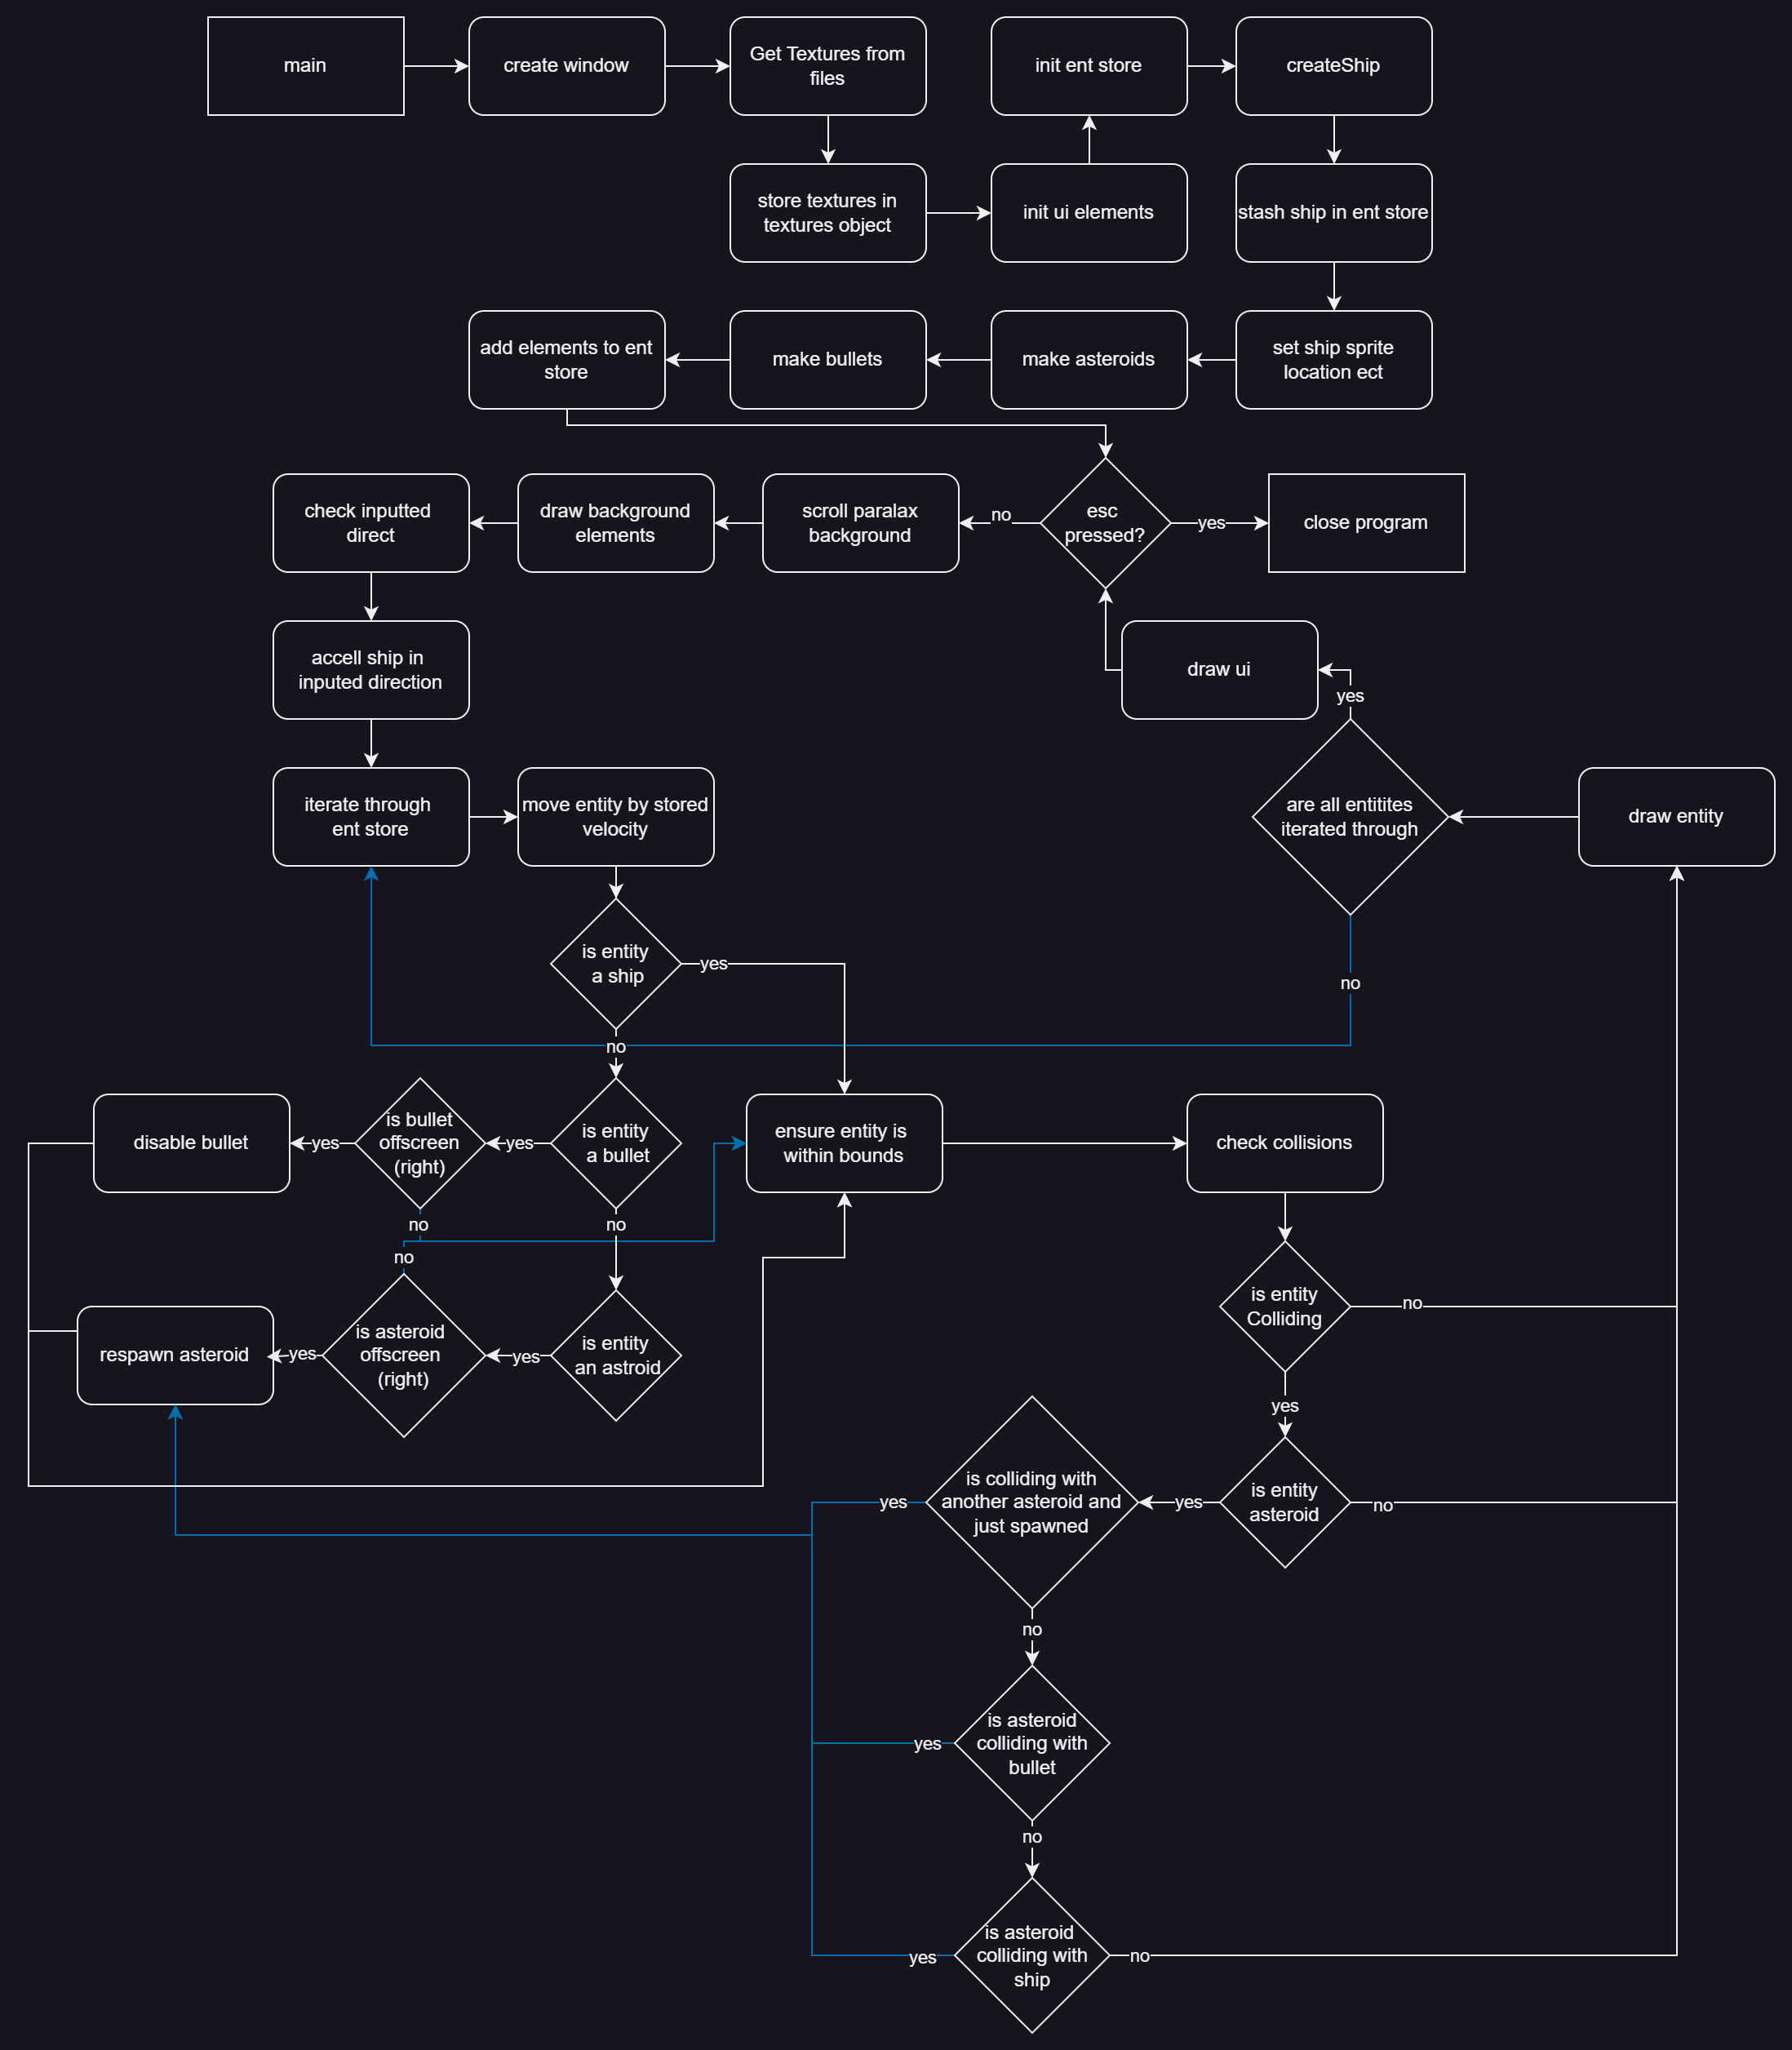 main
create window
Get Textures from
files
init ent store
createShip
store textures in
textures object
init ui elements
stash ship in ent store
add elements to ent
store
make bullets
make asteroids
set ship sprite
location ect
check inputted
direct
draw background
elements
scroll paralax
background
no
esc
pressed?
yes
close program
accell ship in
inputed direction
draw ui
yes
iterate through
ent store
move entity by stored
velocity
are all entitites
iterated through
draw entity
is entity
a ship
yes
no
no
disable bullet
yes
is bullet
offscreen
(right)
yes
is entity
a bullet
ensure entity is
within bounds
check collisions
no
no
no
is entity
Colliding
no
respawn asteroid
yes
is asteroid
offscreen
(right)
yes
is entity
an astroid
yes
yes
is colliding with
another asteroid and
just spawned
yes
is entity
asteroid
no
no
yes
is asteroid
colliding with
bullet
no
yes
is asteroid
colliding with
ship
no